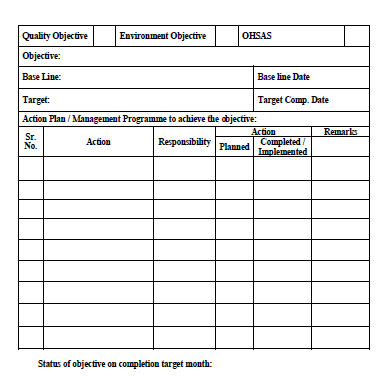 Quality Objective Environment Objective OHSAS
Objective:
Base Line: Base line Date
Target: Target Comp. Date
Action Plan / Management Programme to achieve the objective:
Sr. No. Action Responsibility Action Remarks
Planned Completed / Implemented
Status of objective on completion target month: